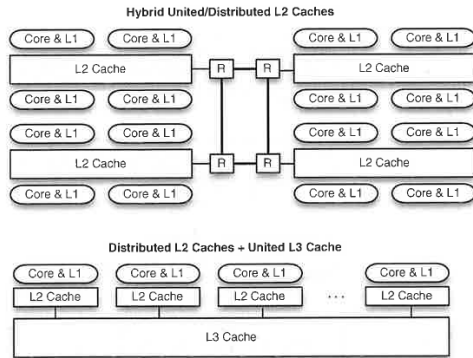 Hybrid United/Distributed L2 Caches
Core & L1 Core & L1 Core & L1 Core & L1
L2 Cache R R L2 Cache
Core & L1 Core & L1 Core & L1 Core & L1
Core & L1 Core & L1 Core & L1 Core & L1
L2 Cache R R L2 Cache
Core & L1 Core & L1 Core & L1 Core & L1
Distributed L2 Caches + United L3 Cache
Core & L1 Core & L1 Core & L1 Core & L1
L2 Cache L2 Cache L2 Cache ... L2 Cache
L3 Cache